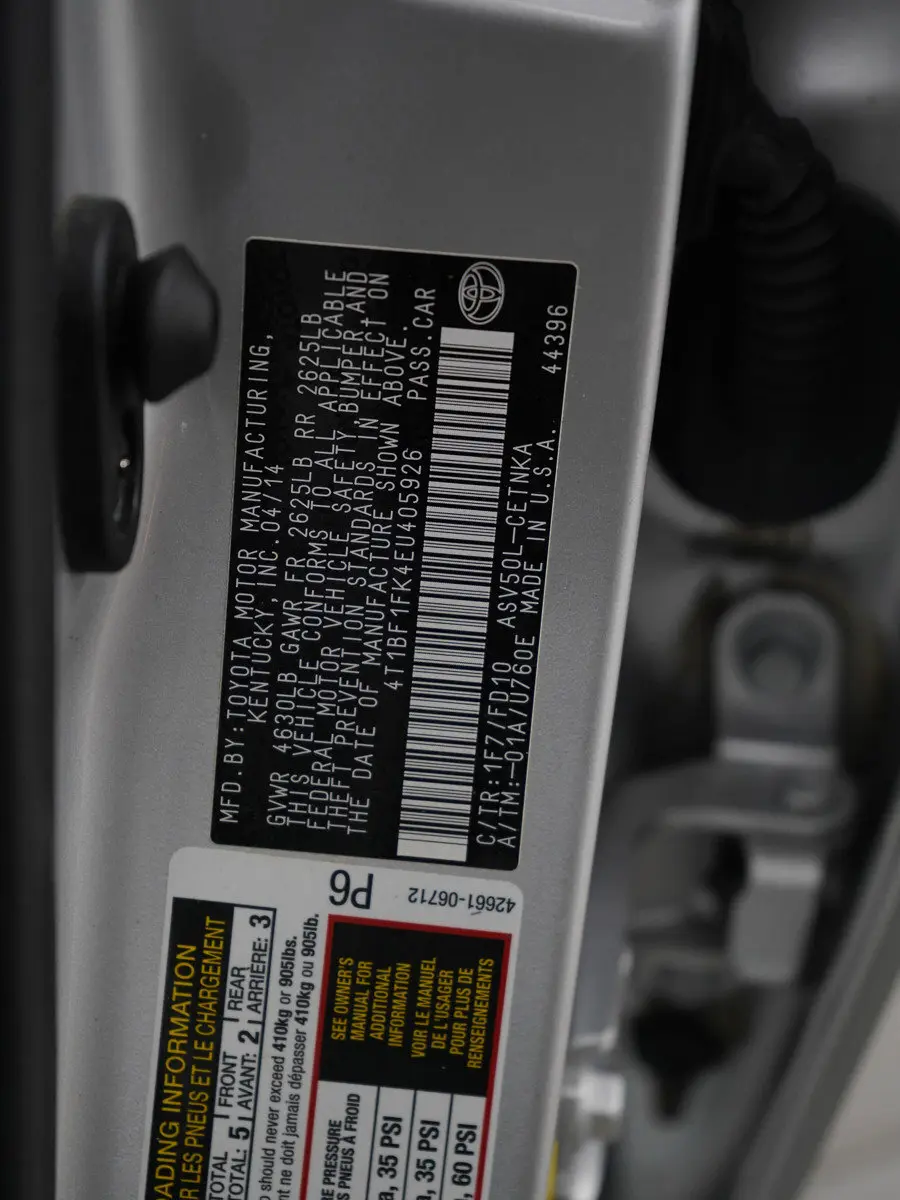 MFD.BY:TOYOTA MOTOR MANUFACTURING,
KENTUCKY,INC.04/14
GVWR 4630LB GAWR FR 2625LB RR 2625LB
THIS VEHICLE CONFORMS TO ALL APPLICABLE
FEDERAL MOTOR VEHICLE SAFETY,BUMPER,AND
THEFT PREVENTION STANDARDS IN EFFECT ON
THE DATE OF MANUFACTURE SHOWN ABOVE.
4T1BF1FK4EU405926 PASS.CAR
C/TR:1FZ/FD10 ASV50L-CETNKA
A/TM:-01A/U760E MADE IN U.S.A. 44396
P6
42661-06712
ADING INFORMATION
R LES PNEUS ET LE CHARGEMENT
TOTAL FRONT REAR
TOTAL: 5 AVANT: 2 ARRIÈRE: 3
o should never exceed 410kg or 905lbs.
nt ne doit jamais dépasser 410kg ou 905lb.
RE PRESSURE
S PNEUS À FROID
a, 35 PSI
a, 35 PSI
, 60 PSI
SEE OWNER'S
MANUAL FOR
ADDITIONAL
INFORMATION
VOIR LE MANUEL
DE L'USAGER
POUR PLUS DE
RENSEIGNEMENTS